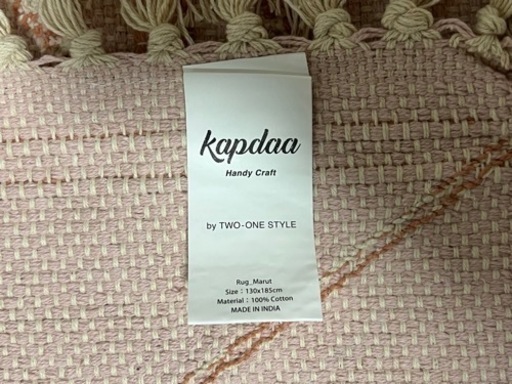 kapdaa
Handy Craft
by TWO-ONE STYLE
Rug_Marut
Size : 130x185cm
Material : 100% Cotton
MADE IN INDIA